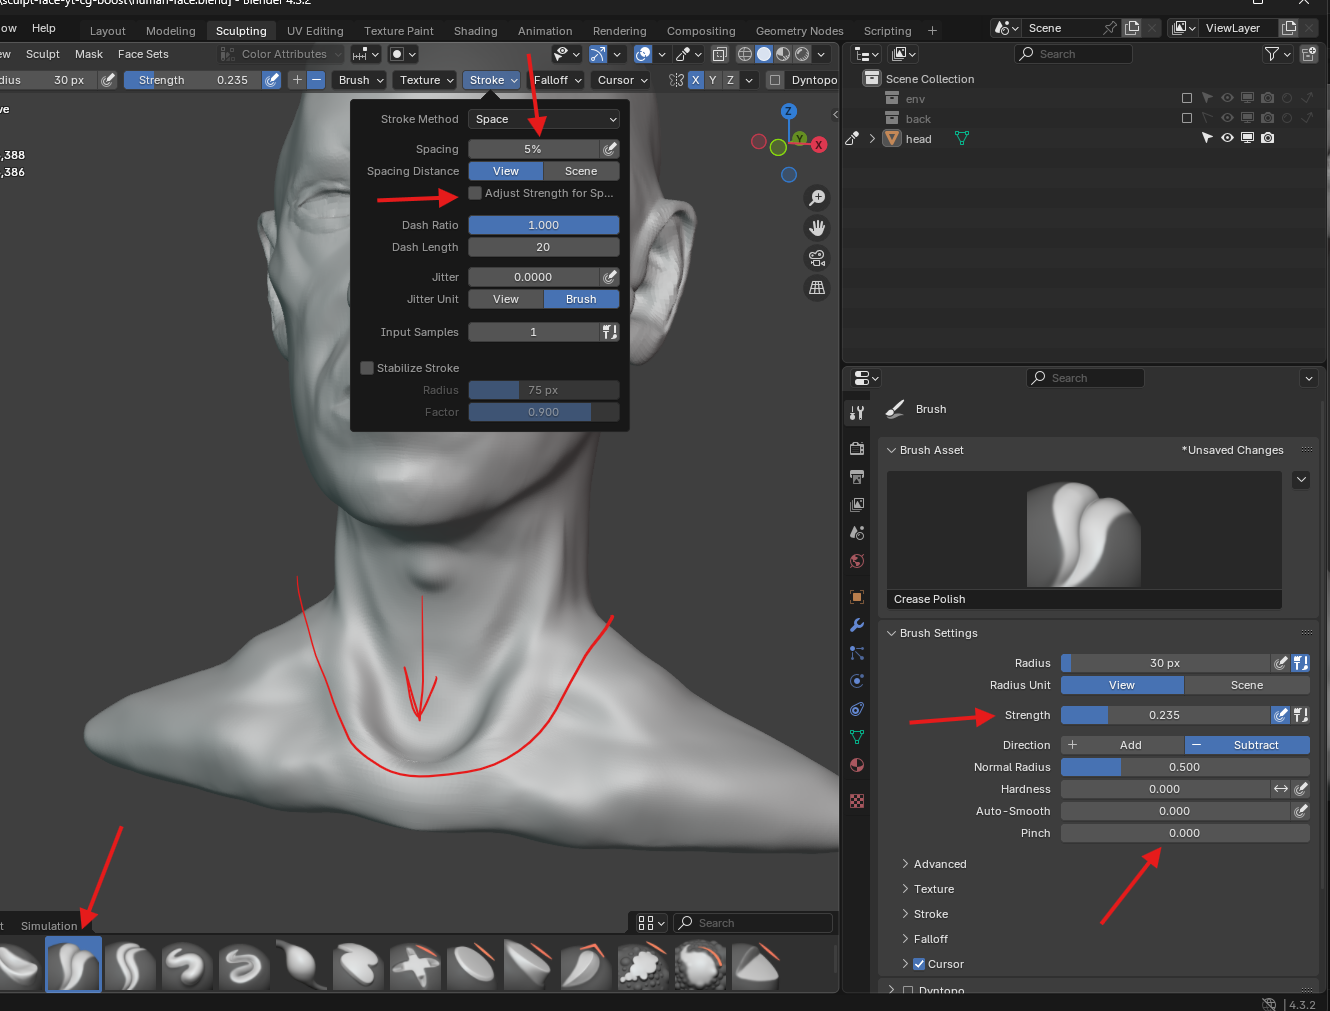 \sculpt-face-yt-cg-boost\human-face.blend] - Blender 4.3.2
ow Help Layout Modeling Sculpting UV Editing Texture Paint Shading Animation Rendering Compositing Geometry Nodes Scripting + Scene ViewLayer
ew Sculpt Mask Face Sets Color Attributes Search
dius 30 px Strength 0.235 Brush Texture Stroke Falloff Cursor X Y Z Dyntopo Scene Collection
ve
env
back
head
,388
,386
Z
Y
X
Stroke Method Space
Spacing 5%
Spacing Distance View Scene
Adjust Strength for Sp...
Dash Ratio 1.000
Dash Length 20
Jitter 0.0000
Jitter Unit View Brush
Input Samples 1
Stabilize Stroke
Radius 75 px
Factor 0.900
Search
Brush
Brush Asset *Unsaved Changes
Crease Polish
Brush Settings
Radius 30 px
Radius Unit View Scene
Strength 0.235
Direction + Add − Subtract
Normal Radius 0.500
Hardness 0.000
Auto-Smooth 0.000
Pinch 0.000
Advanced
Texture
Stroke
Falloff
Cursor
Dyntopo
t Simulation Search
4.3.2